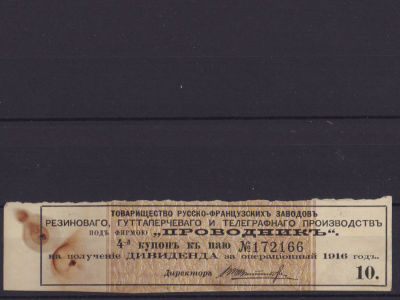 ТОВАРИЩЕСТВО РУССКО-ФРАНЦУЗСКИХЪ ЗАВОДОВЪ
РЕЗИНОВАГО, ГУТТАПЕРЧЕВАГО И ТЕЛЕГРАФНАГО ПРОИЗВОДСТВЪ
ПОДЪ ФИРМОЮ „ПРОВОДНИКЪ“.
4-й КУПОНЪ КЪ ПАЮ №172166
на полученіе ДИВИДЕНДА за операціонный 1916 годъ.
Директора
10.